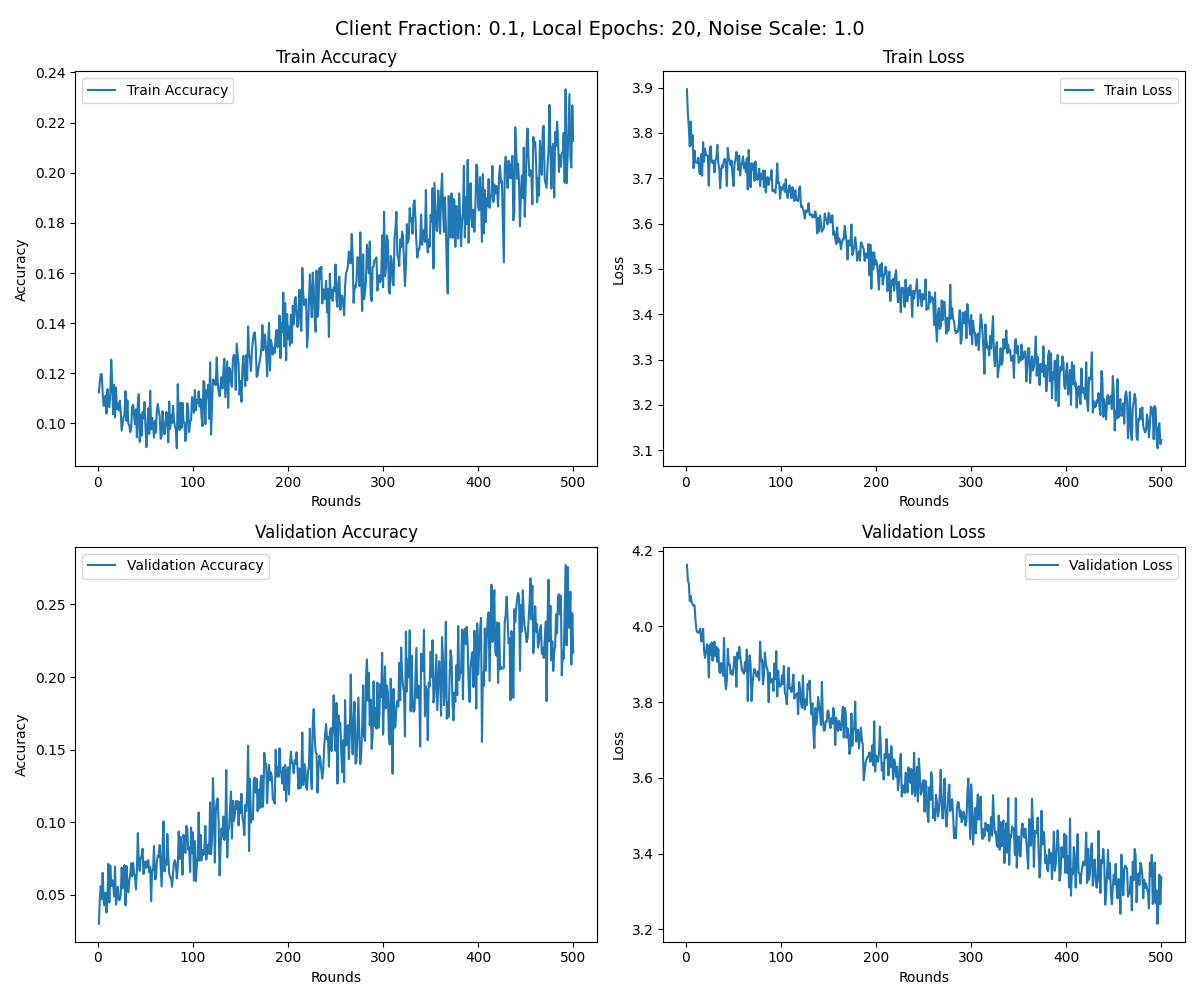 Client Fraction: 0.1, Local Epochs: 20, Noise Scale: 1.0
Train Accuracy
Train Accuracy
0.24
0.22
0.20
0.18
0.16
0.14
0.12
0.10
Accuracy
0 100 200 300 400 500
Rounds
Train Loss
Train Loss
3.9
3.8
3.7
3.6
3.5
3.4
3.3
3.2
3.1
Loss
0 100 200 300 400 500
Rounds
Validation Accuracy
Validation Accuracy
0.25
0.20
0.15
0.10
0.05
Accuracy
0 100 200 300 400 500
Rounds
Validation Loss
Validation Loss
4.2
4.0
3.8
3.6
3.4
3.2
Loss
0 100 200 300 400 500
Rounds